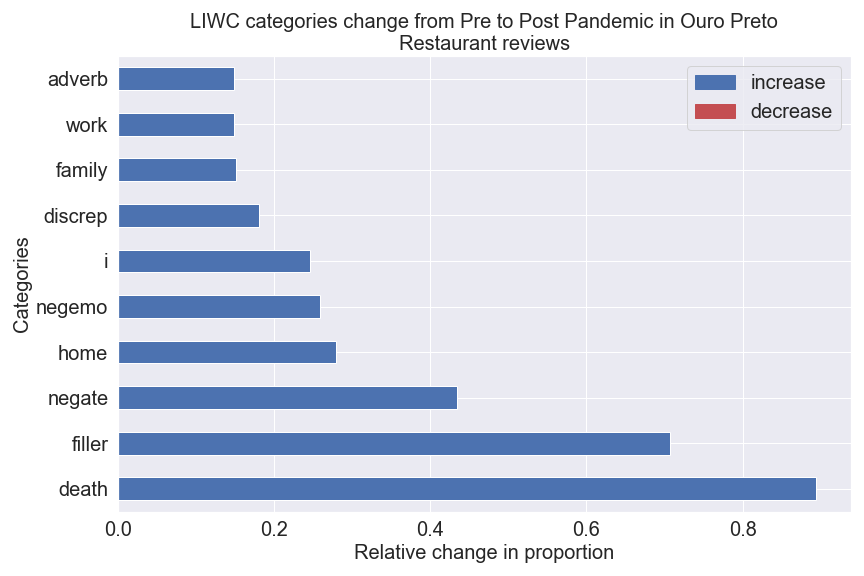 LIWC categories change from Pre to Post Pandemic in Ouro Preto
Restaurant reviews
increase
decrease
Categories
adverb
work
family
discrep
i
negemo
home
negate
filler
death
0.0 0.2 0.4 0.6 0.8
Relative change in proportion